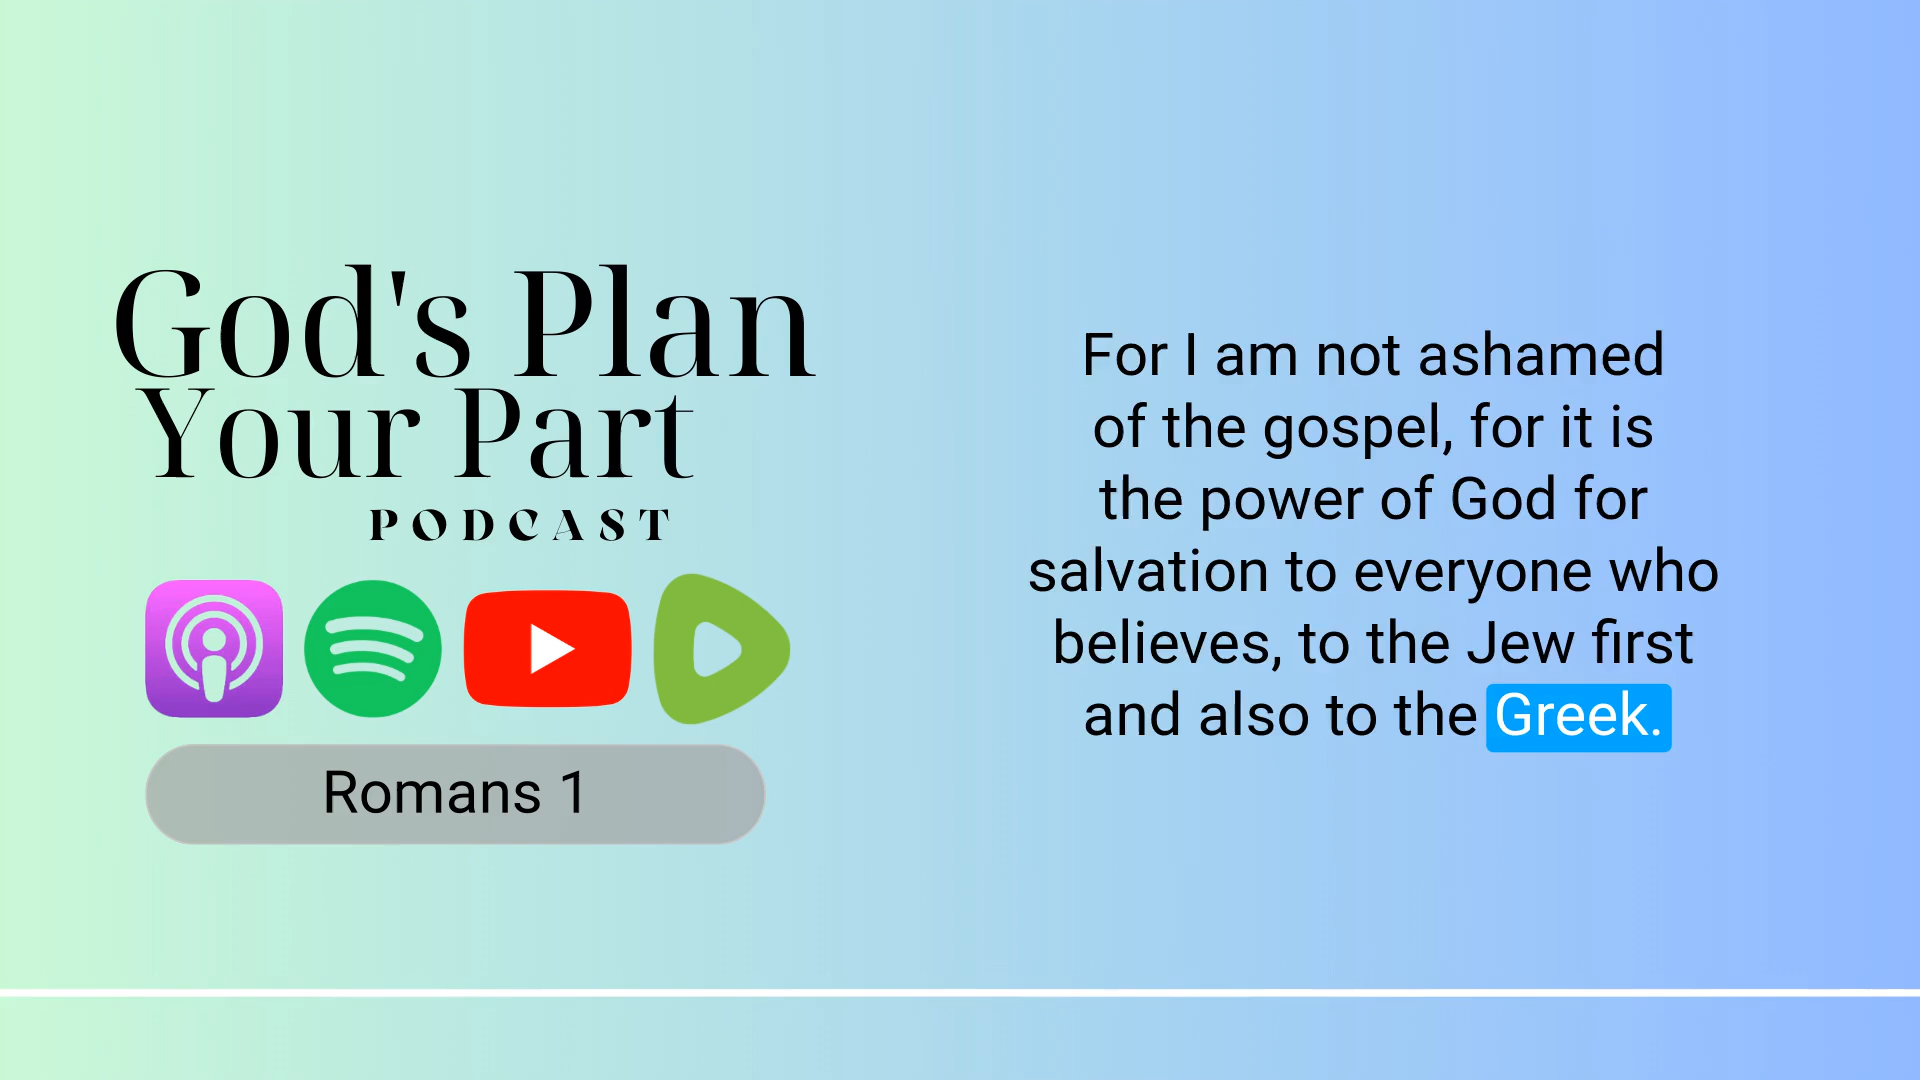 God's Plan
Your Part
PODCAST
Romans 1
For I am not ashamed
of the gospel, for it is
the power of God for
salvation to everyone who
believes, to the Jew first
and also to the Greek.